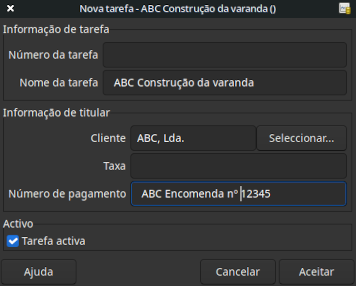 Nova tarefa - ABC Construção da varanda ()
Informação de tarefa
Número da tarefa
Nome da tarefa ABC Construção da varanda
Informação de titular
Cliente ABC, Lda. Seleccionar...
Taxa
Número de pagamento ABC Encomenda nº 12345
Activo
Tarefa activa
Ajuda Cancelar Aceitar